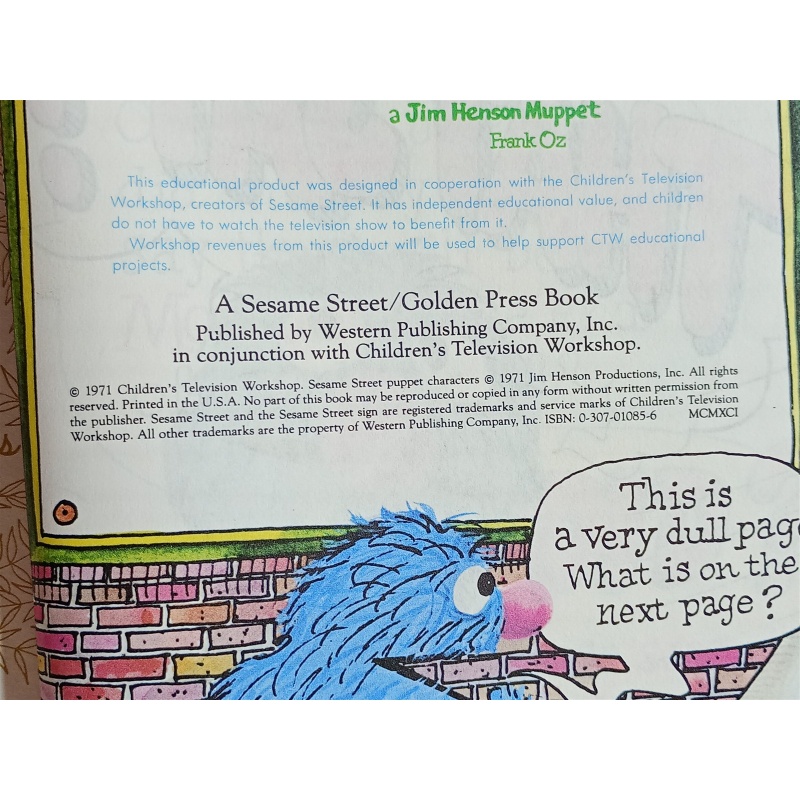 a Jim Henson Muppet
Frank Oz
This educational product was designed in cooperation with the Children's Television
Workshop, creators of Sesame Street. It has independent educational value, and children
do not have to watch the television show to benefit from it.
Workshop revenues from this product will be used to help support CTW educational
projects.
A Sesame Street/Golden Press Book
Published by Western Publishing Company, Inc.
in conjunction with Children's Television Workshop.
© 1971 Children's Television Workshop. Sesame Street puppet characters © 1971 Jim Henson Productions, Inc. All rights
reserved. Printed in the U.S.A. No part of this book may be reproduced or copied in any form without written permission from
the publisher. Sesame Street and the Sesame Street sign are registered trademarks and service marks of Children's Television
Workshop. All other trademarks are the property of Western Publishing Company, Inc. ISBN: 0-307-01085-6 MCMXCI
This is
a very dull page
What is on the
next page?